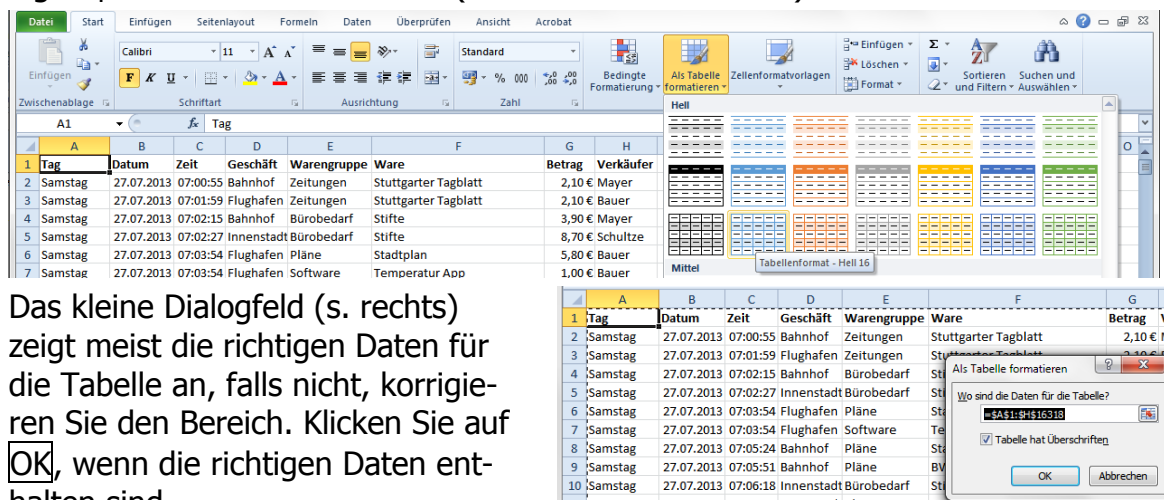 Datei Start Einfügen Seitenlayout Formeln Daten Überprüfen Ansicht Acrobat
Calibri 11 A A Standard Einfügen Σ
Einfügen F K U A % 000 Bedingte Formatierung Als Tabelle formatieren Zellenformatvorlagen Löschen Format Sortieren und Filtern Suchen und Auswählen
Zwischenablage Schriftart Ausrichtung Zahl
Hell
A1 fx Tag
A B C D E F G H O
1 Tag Datum Zeit Geschäft Warengruppe Ware Betrag Verkäufer
2 Samstag 27.07.2013 07:00:55 Bahnhof Zeitungen Stuttgarter Tagblatt 2,10 € Mayer
3 Samstag 27.07.2013 07:01:59 Flughafen Zeitungen Stuttgarter Tagblatt 2,10 € Bauer
4 Samstag 27.07.2013 07:02:15 Bahnhof Bürobedarf Stifte 3,90 € Mayer
5 Samstag 27.07.2013 07:02:27 Innenstadt Bürobedarf Stifte 8,70 € Schultze
6 Samstag 27.07.2013 07:03:54 Flughafen Pläne Stadtplan 5,80 € Bauer
7 Samstag 27.07.2013 07:03:54 Flughafen Software Temperatur App 1,00 € Bauer
Tabellenformat - Hell 16
Mittel
Das kleine Dialogfeld (s. rechts)
zeigt meist die richtigen Daten für
die Tabelle an, falls nicht, korrigie-
ren Sie den Bereich. Klicken Sie auf
OK, wenn die richtigen Daten ent-
halten sind
A B C D E F G
1 Tag Datum Zeit Geschäft Warengruppe Ware Betrag
2 Samstag 27.07.2013 07:00:55 Bahnhof Zeitungen Stuttgarter Tagblatt 2,10 €
3 Samstag 27.07.2013 07:01:59 Flughafen Zeitungen Stuttgarter Tagblatt 2,10 €
4 Samstag 27.07.2013 07:02:15 Bahnhof Bürobedarf Sti
5 Samstag 27.07.2013 07:02:27 Innenstadt Bürobedarf Sti
6 Samstag 27.07.2013 07:03:54 Flughafen Pläne Sta
7 Samstag 27.07.2013 07:03:54 Flughafen Software Te
8 Samstag 27.07.2013 07:05:24 Bahnhof Pläne Sta
9 Samstag 27.07.2013 07:05:51 Bahnhof Pläne BV
10 Samstag 27.07.2013 07:06:18 Innenstadt Bürobedarf Sti
Als Tabelle formatieren
Wo sind die Daten für die Tabelle?
=$A$1:$H$16318
Tabelle hat Überschriften
OK Abbrechen